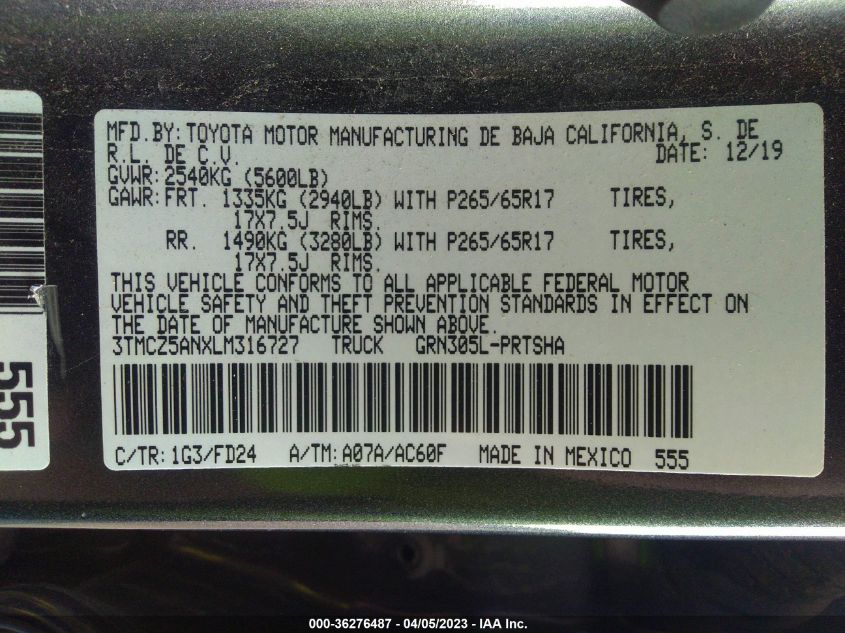 MFD.BY: TOYOTA MOTOR MANUFACTURING DE BAJA CALIFORNIA, S. DE
R.L. DE C.V. DATE: 12/19
GVWR: 2540KG (5600LB)
GAWR: FRT. 1335KG (2940LB) WITH P265/65R17 TIRES,
17X7.5J RIMS.
RR. 1490KG (3280LB) WITH P265/65R17 TIRES,
17X7.5J RIMS.
THIS VEHICLE CONFORMS TO ALL APPLICABLE FEDERAL MOTOR
VEHICLE SAFETY AND THEFT PREVENTION STANDARDS IN EFFECT ON
THE DATE OF MANUFACTURE SHOWN ABOVE.
3TMCZ5ANXLM316727 TRUCK GRN305L-PRTSHA
C/TR: 1G3/FD24 A/TM: A07A/AC60F MADE IN MEXICO 555
555
000-36276487 - 04/05/2023 - IAA Inc.